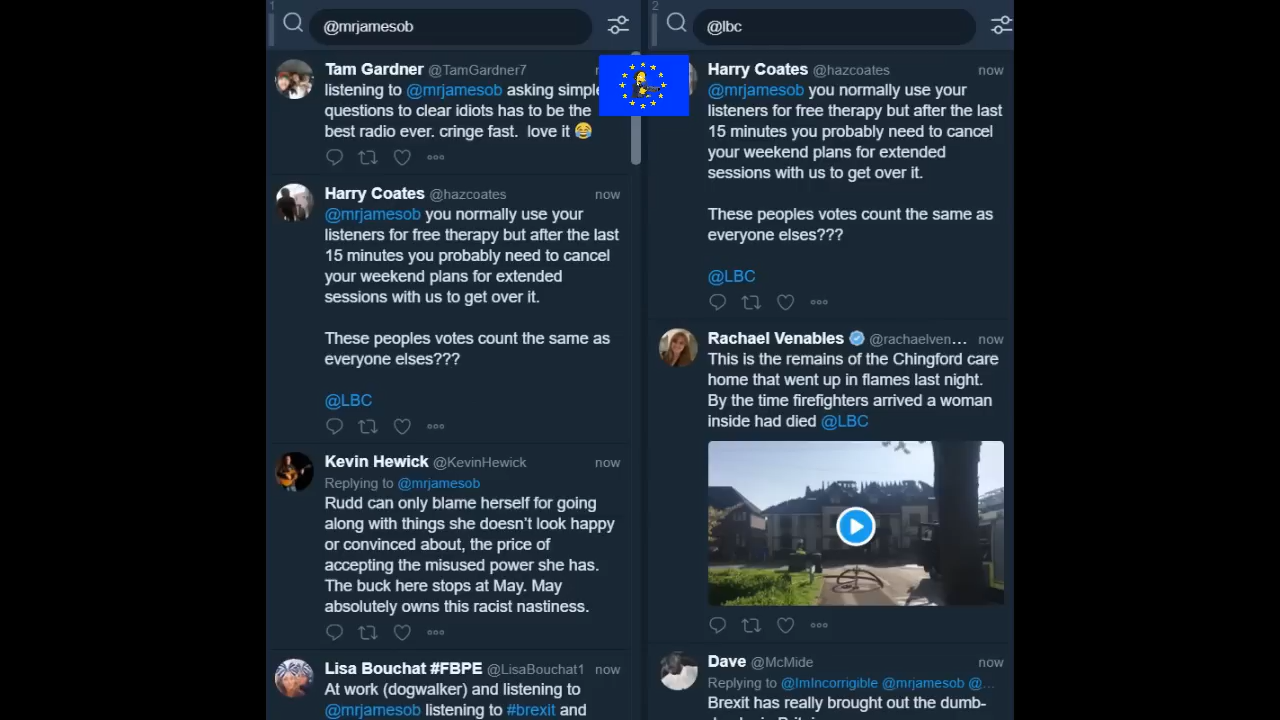 1
@mrjamesob
Tam Gardner @TamGardner7
listening to @mrjamesob asking simple
questions to clear idiots has to be the
best radio ever. cringe fast. love it 😂
Harry Coates @hazcoates now
@mrjamesob you normally use your
listeners for free therapy but after the last
15 minutes you probably need to cancel
your weekend plans for extended
sessions with us to get over it.
These peoples votes count the same as
everyone elses???
@LBC
Kevin Hewick @KevinHewick now
Replying to @mrjamesob
Rudd can only blame herself for going
along with things she doesn't look happy
or convinced about, the price of
accepting the misused power she has.
The buck here stops at May. May
absolutely owns this racist nastiness.
Lisa Bouchat #FBPE @LisaBouchat1 now
At work (dogwalker) and listening to
@mrjamesob listening to #brexit and
2
@lbc
Harry Coates @hazcoates now
@mrjamesob you normally use your
listeners for free therapy but after the last
15 minutes you probably need to cancel
your weekend plans for extended
sessions with us to get over it.
These peoples votes count the same as
everyone elses???
@LBC
Rachael Venables @rachaelven... now
This is the remains of the Chingford care
home that went up in flames last night.
By the time firefighters arrived a woman
inside had died @LBC
Dave @McMide now
Replying to @ImIncorrigible @mrjamesob @...
Brexit has really brought out the dumb-